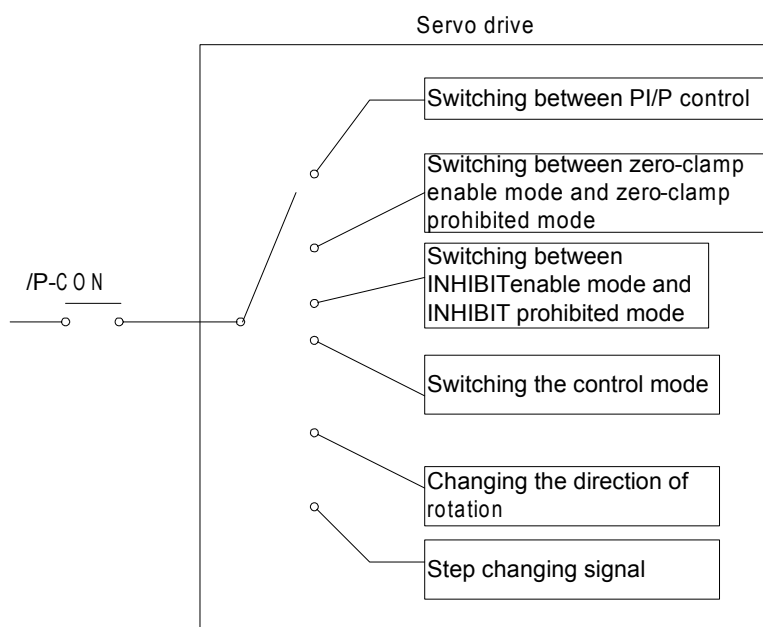 Servo drive
Switching between PI/P control
Switching between zero-clamp
enable mode and zero-clamp
prohibited mode
Switching between
INHIBITenable mode and
INHIBIT prohibited mode
/P-CON
Switching the control mode
Changing the direction of
rotation
Step changing signal